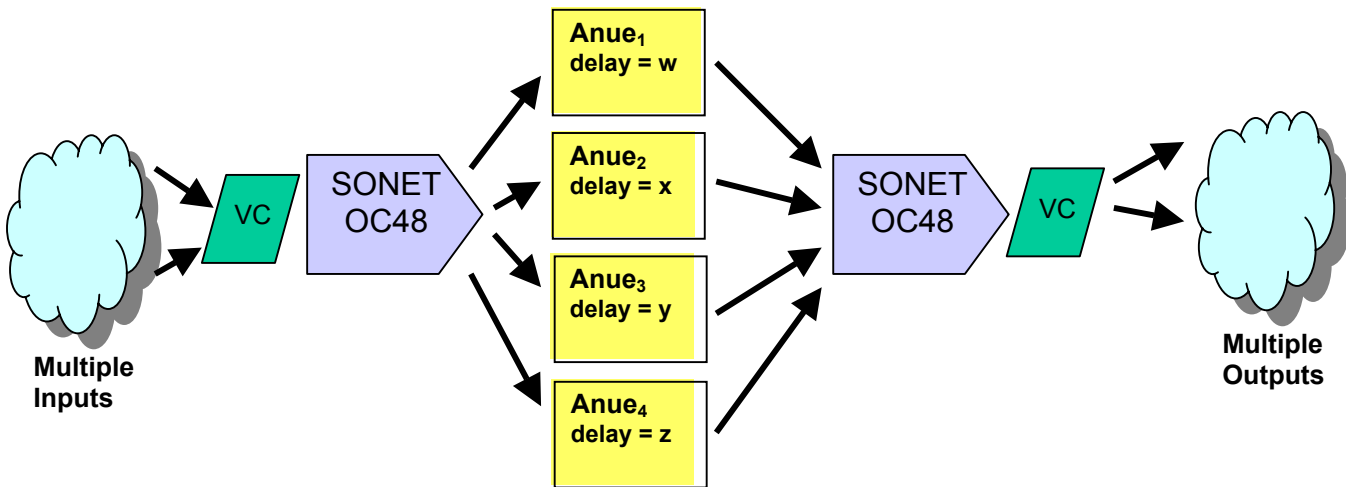 Multiple
Inputs
VC
SONET
OC48
Anue₁
delay = w
Anue₂
delay = x
Anue₃
delay = y
Anue₄
delay = z
SONET
OC48
VC
Multiple
Outputs